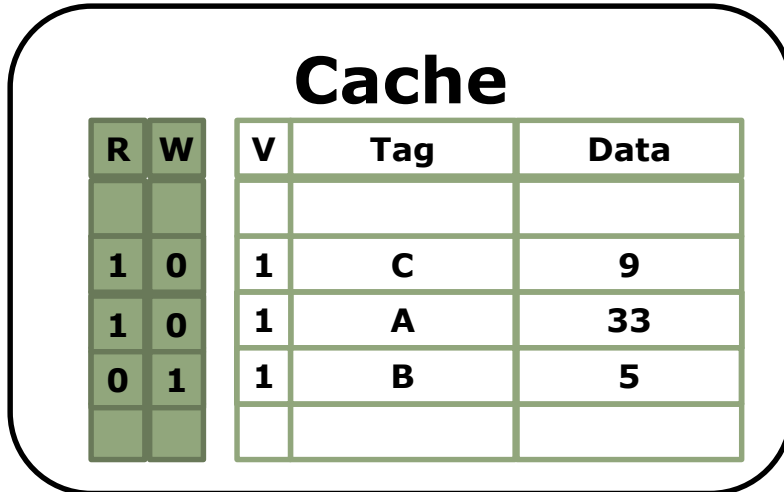 Cache
R W V Tag Data
1 0 1 C 9
1 0 1 A 33
0 1 1 B 5